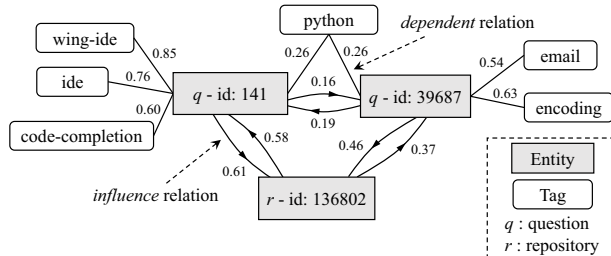 python
dependent relation
wing-ide
0.85
0.26
0.26
0.54
email
ide
0.76
q - id: 141
0.16
q - id: 39687
0.63
encoding
0.60
0.19
code-completion
0.58
0.46
0.37
0.61
influence relation
r - id: 136802
Entity
Tag
q : question
r : repository